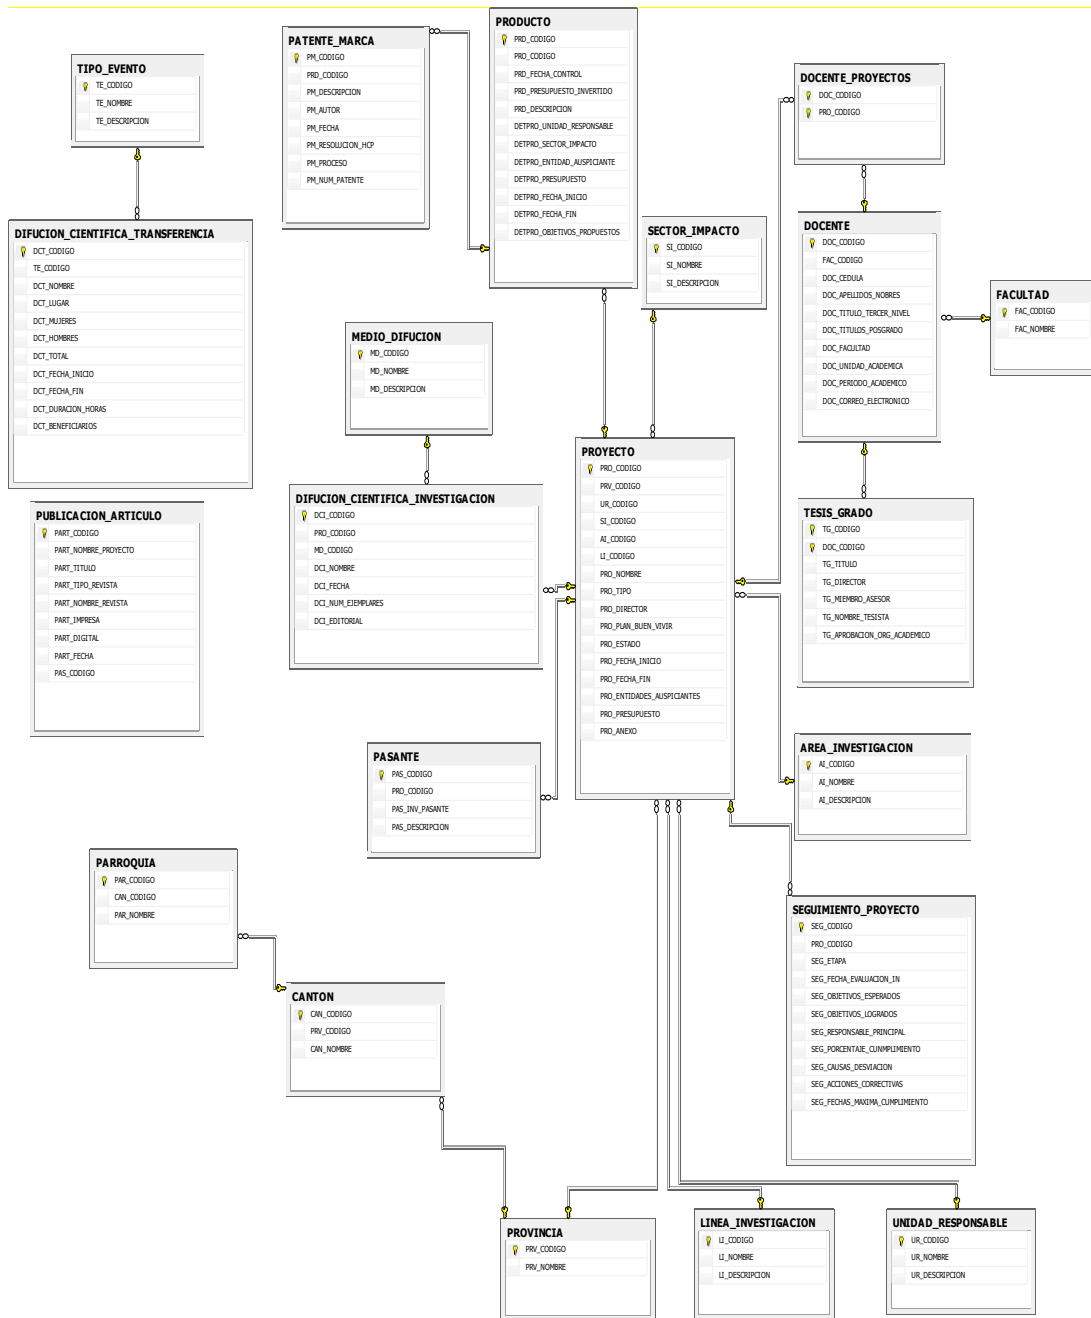 PRODUCTO
PRD_CODIGO
PRO_CODIGO
PRD_FECHA_CONTROL
PRD_PRESUPUESTO_INVERTIDO
PRD_DESCRIPCION
DETPRO_UNIDAD_RESPONSABLE
DETPRO_SECTOR_IMPACTO
DETPRO_ENTIDAD_AUSPICIANTE
DETPRO_PRESUPUESTO
DETPRO_FECHA_INICIO
DETPRO_FECHA_FIN
DETPRO_OBJETIVOS_PROPUESTOS
PATENTE_MARCA
PM_CODIGO
PRD_CODIGO
PM_DESCRIPCION
PM_AUTOR
PM_FECHA
PM_RESOLUCION_HCP
PM_PROCESO
PM_NUM_PATENTE
TIPO_EVENTO
TE_CODIGO
TE_NOMBRE
TE_DESCRIPCION
DOCENTE_PROYECTOS
DOC_CODIGO
PRO_CODIGO
DIFUCION_CIENTIFICA_TRANSFERENCIA
DCT_CODIGO
TE_CODIGO
DCT_NOMBRE
DCT_LUGAR
DCT_MUJERES
DCT_HOMBRES
DCT_TOTAL
DCT_FECHA_INICIO
DCT_FECHA_FIN
DCT_DURACION_HORAS
DCT_BENEFICIARIOS
SECTOR_IMPACTO
SI_CODIGO
SI_NOMBRE
SI_DESCRIPCION
DOCENTE
DOC_CODIGO
FAC_CODIGO
DOC_CEDULA
DOC_APELLIDOS_NOBRES
DOC_TITULO_TERCER_NIVEL
DOC_TITULOS_POSGRADO
DOC_FACULTAD
DOC_UNIDAD_ACADEMICA
DOC_PERIODO_ACADEMICO
DOC_CORREO_ELECTRONICO
FACULTAD
FAC_CODIGO
FAC_NOMBRE
MEDIO_DIFUCION
MD_CODIGO
MD_NOMBRE
MD_DESCRIPCION
PROYECTO
PRO_CODIGO
PRV_CODIGO
UR_CODIGO
SI_CODIGO
AI_CODIGO
LI_CODIGO
PRO_NOMBRE
PRO_TIPO
PRO_DIRECTOR
PRO_PLAN_BUEN_VIVIR
PRO_ESTADO
PRO_FECHA_INICIO
PRO_FECHA_FIN
PRO_ENTIDADES_AUSPICIANTES
PRO_PRESUPUESTO
PRO_ANEXO
DIFUCION_CIENTIFICA_INVESTIGACION
DCI_CODIGO
PRO_CODIGO
MD_CODIGO
DCI_NOMBRE
DCI_FECHA
DCI_NUM_EJEMPLARES
DCI_EDITORIAL
PUBLICACION_ARTICULO
PART_CODIGO
PART_NOMBRE_PROYECTO
PART_TITULO
PART_TIPO_REVISTA
PART_NOMBRE_REVISTA
PART_IMPRESA
PART_DIGITAL
PART_FECHA
PAS_CODIGO
TESIS_GRADO
TG_CODIGO
DOC_CODIGO
TG_TITULO
TG_DIRECTOR
TG_MIEMBRO_ASESOR
TG_NOMBRE_TESISTA
TG_APROBACION_ORG_ACADEMICO
PASANTE
PAS_CODIGO
PRO_CODIGO
PAS_INV_PASANTE
PAS_DESCRIPCION
AREA_INVESTIGACION
AI_CODIGO
AI_NOMBRE
AI_DESCRIPCION
PARROQUIA
PAR_CODIGO
CAN_CODIGO
PAR_NOMBRE
SEGUIMIENTO_PROYECTO
SEG_CODIGO
PRO_CODIGO
SEG_ETAPA
SEG_FECHA_EVALUACION_IN
SEG_OBJETIVOS_ESPERADOS
SEG_OBJETIVOS_LOGRADOS
SEG_RESPONSABLE_PRINCIPAL
SEG_PORCENTAJE_CUNMPLIMIENTO
SEG_CAUSAS_DESVIACION
SEG_ACCIONES_CORRECTIVAS
SEG_FECHAS_MAXIMA_CUMPLIMIENTO
CANTON
CAN_CODIGO
PRV_CODIGO
CAN_NOMBRE
PROVINCIA
PRV_CODIGO
PRV_NOMBRE
LINEA_INVESTIGACION
LI_CODIGO
LI_NOMBRE
LI_DESCRIPCION
UNIDAD_RESPONSABLE
UR_CODIGO
UR_NOMBRE
UR_DESCRIPCION